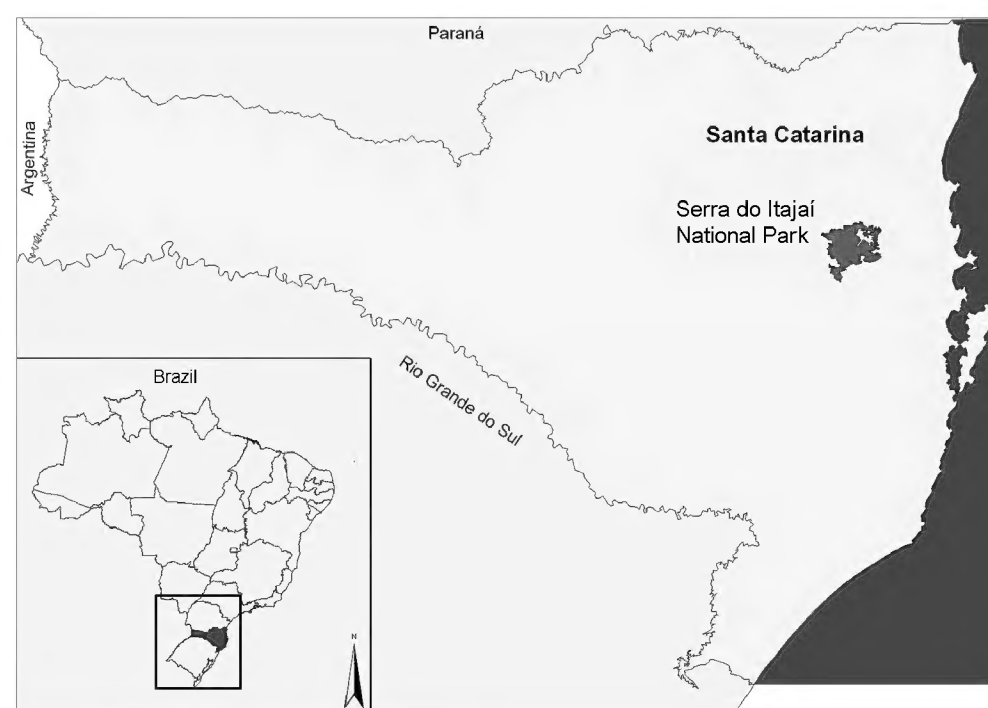 Paraná
Argentina
Santa Catarina
Serra do Itajaí
National Park
Rio Grande do Sul
Brazil
N